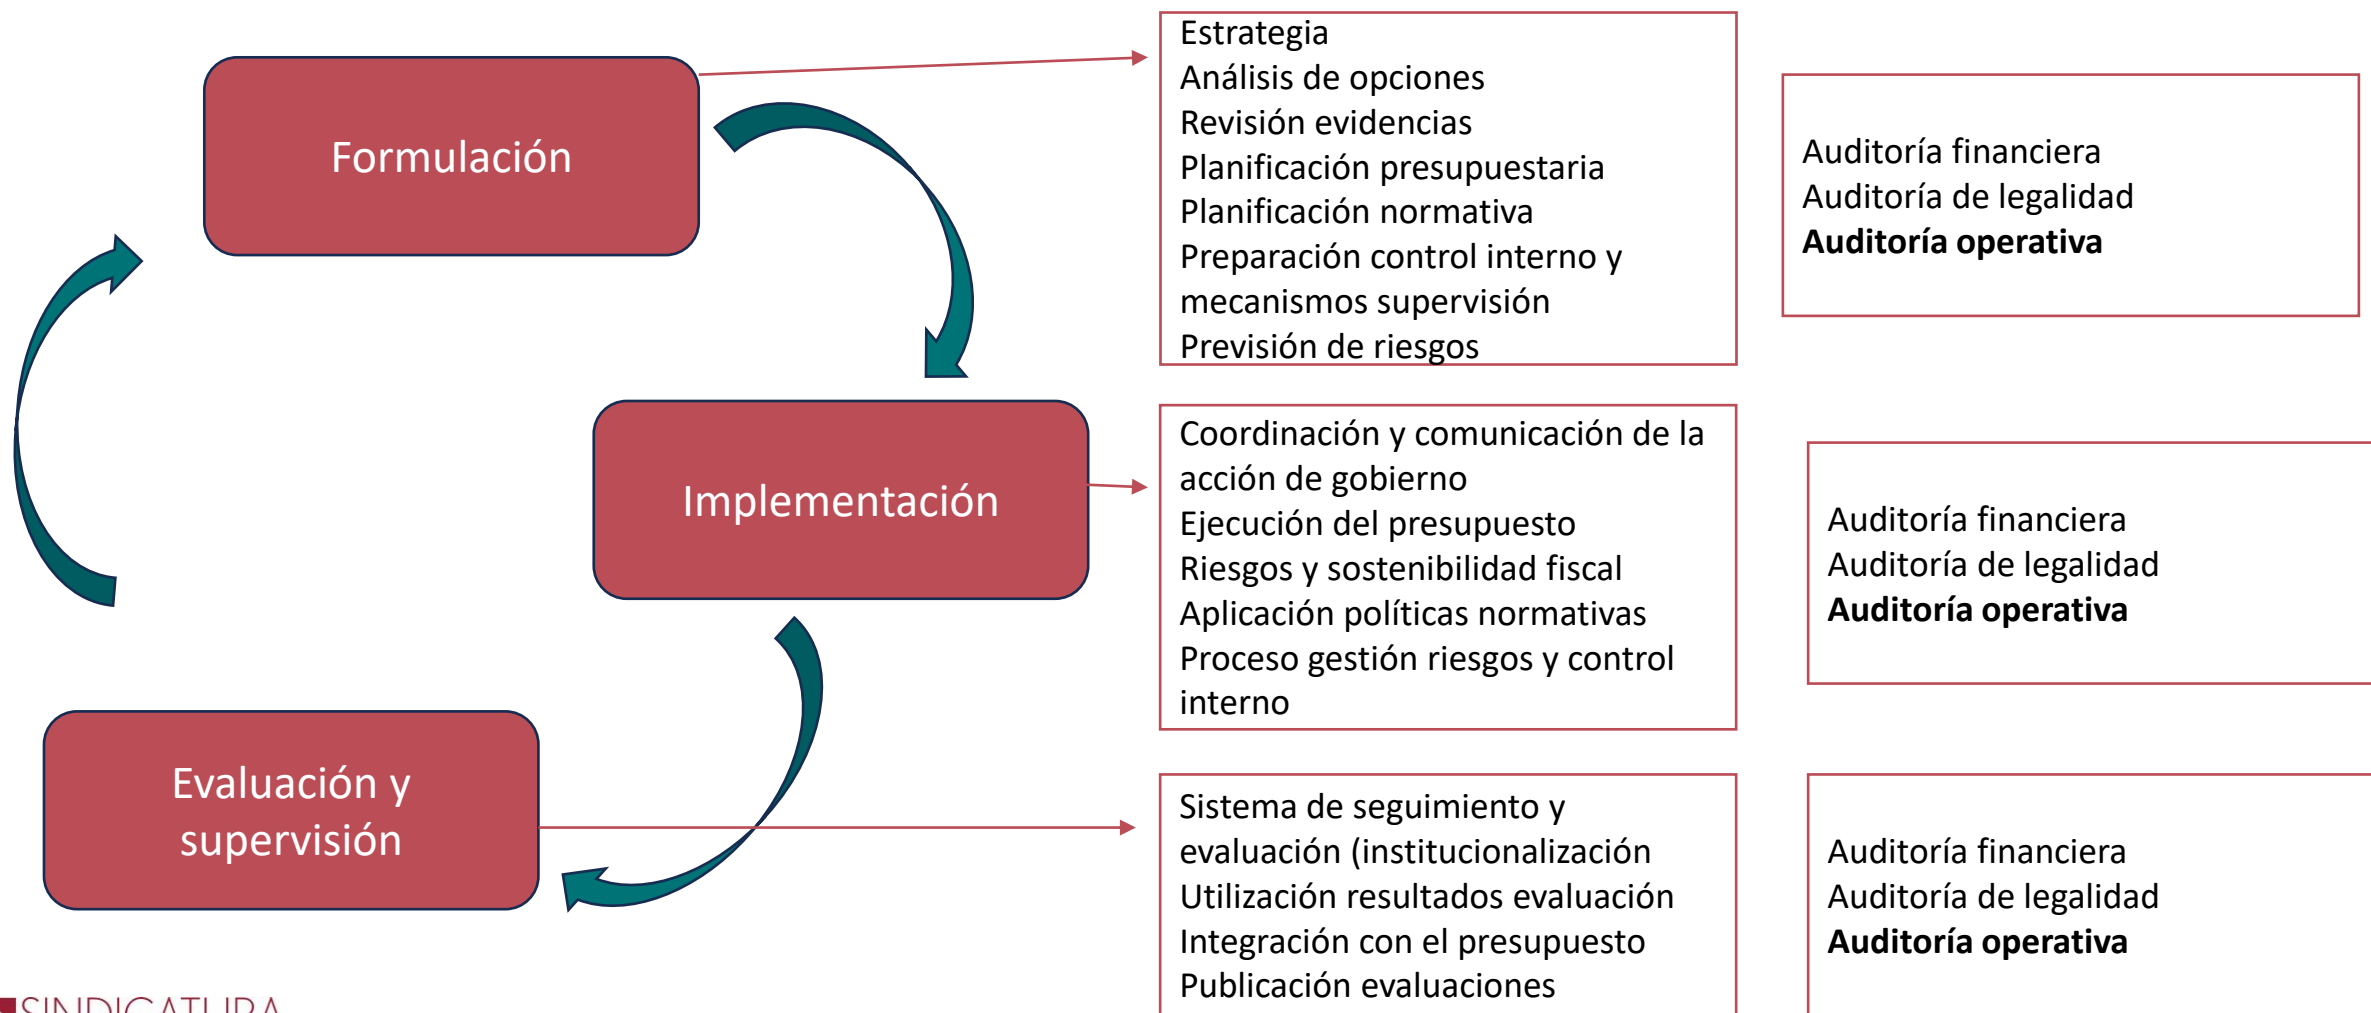 Formulación
Estrategia
Análisis de opciones
Revisión evidencias
Planificación presupuestaria
Planificación normativa
Preparación control interno y
mecanismos supervisión
Previsión de riesgos
Auditoría financiera
Auditoría de legalidad
Auditoría operativa
Implementación
Coordinación y comunicación de la
acción de gobierno
Ejecución del presupuesto
Riesgos y sostenibilidad fiscal
Aplicación políticas normativas
Proceso gestión riesgos y control
interno
Auditoría financiera
Auditoría de legalidad
Auditoría operativa
Evaluación y
supervisión
Sistema de seguimiento y
evaluación (institucionalización
Utilización resultados evaluación
Integración con el presupuesto
Publicación evaluaciones
Auditoría financiera
Auditoría de legalidad
Auditoría operativa
SINDICATURA